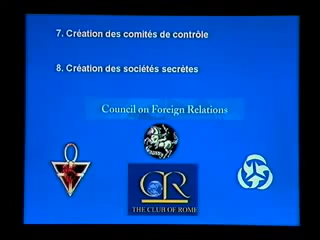 7. Création des comités de contrôle
8. Création des sociétés secrètes
Council on Foreign Relations
CR
THE CLUB OF ROME